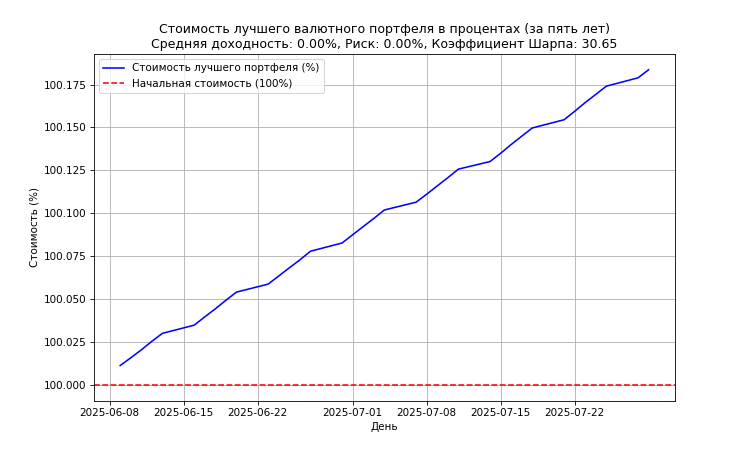 Стоимость лучшего валютного портфеля в процентах (за пять лет)
Средняя доходность: 0.00%, Риск: 0.00%, Коэффициент Шарпа: 30.65
Стоимость лучшего портфеля (%)
Начальная стоимость (100%)
Стоимость (%)
100.175
100.150
100.125
100.100
100.075
100.050
100.025
100.000
2025-06-08 2025-06-15 2025-06-22 2025-07-01 2025-07-08 2025-07-15 2025-07-22
День